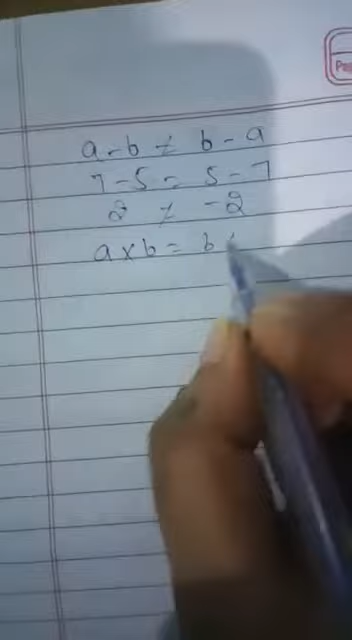 a - b ≠ b - a
7 - 5 = 5 - 7
2 ≠ -2
a x b = b